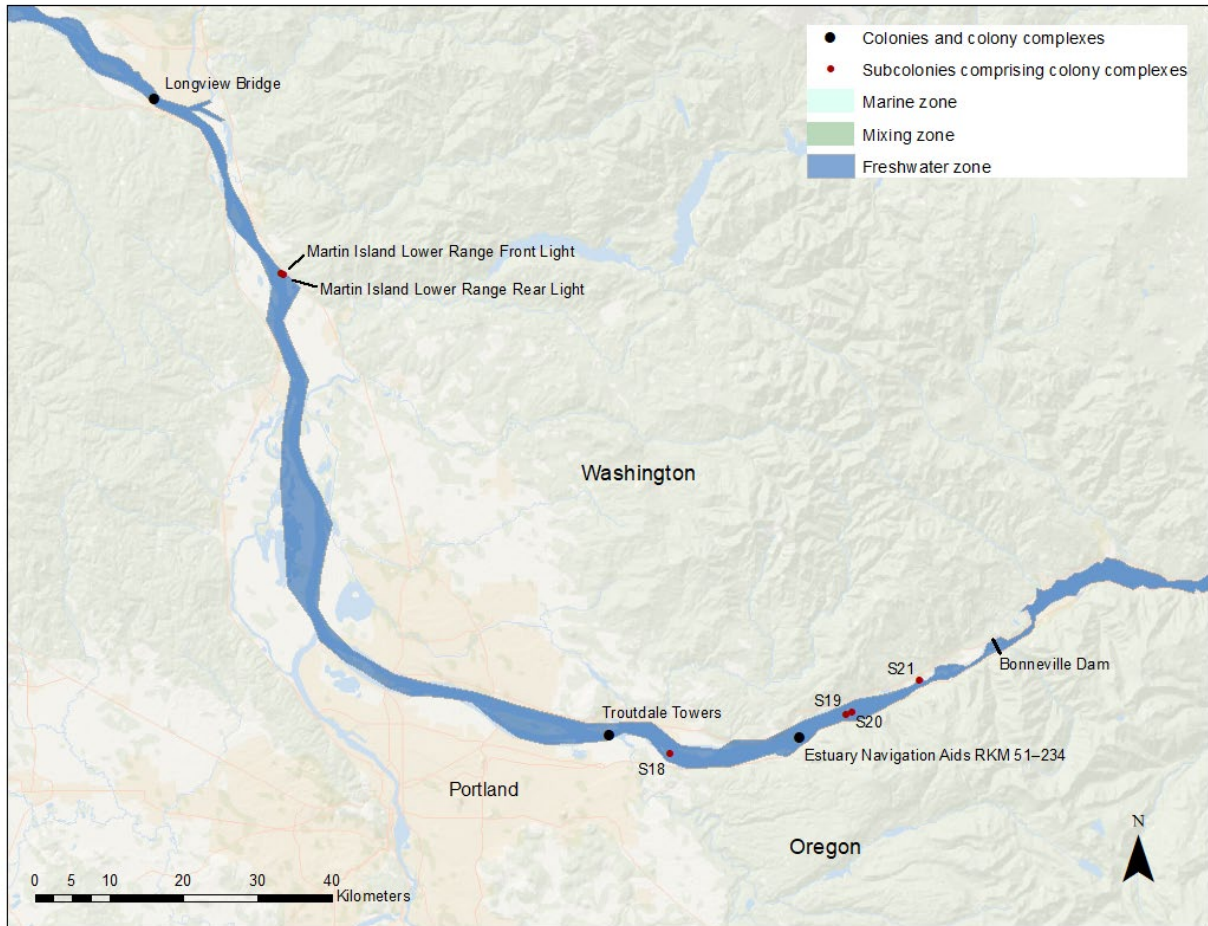 Colonies and colony complexes
Subcolonies comprising colony complexes
Marine zone
Mixing zone
Freshwater zone
Longview Bridge
Martin Island Lower Range Front Light
Martin Island Lower Range Rear Light
Washington
Bonneville Dam
S21
S19
S20
Troutdale Towers
Estuary Navigation Aids RKM 51–234
S18
Portland
Oregon
N
0 5 10 20 30 40
Kilometers